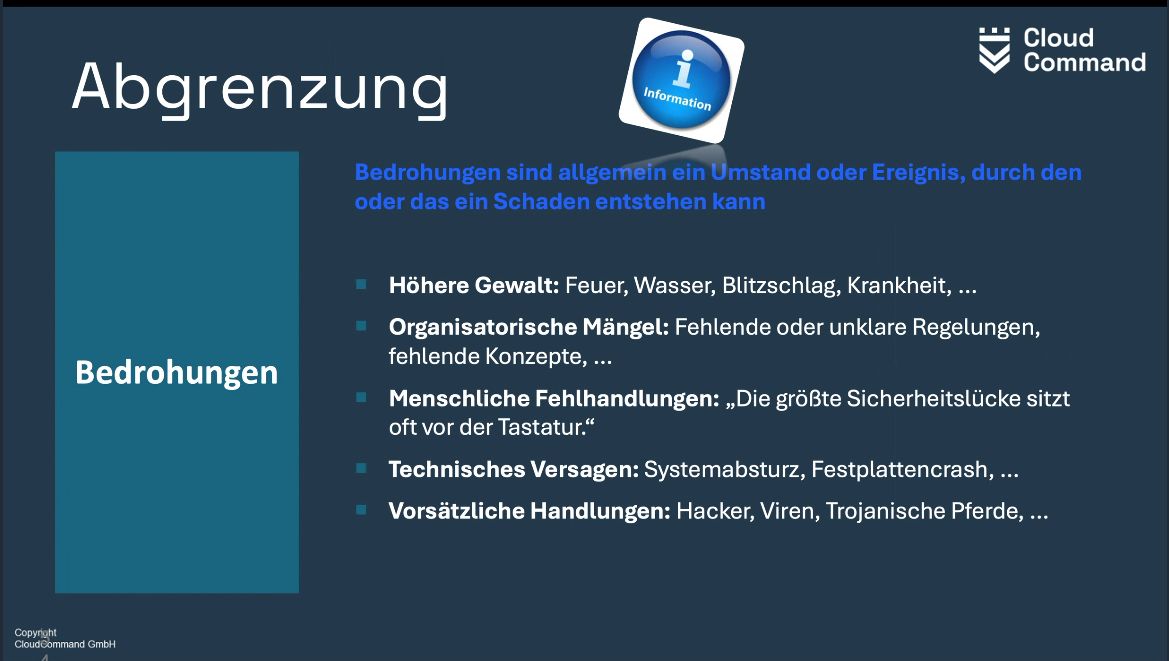 Cloud
Command
Abgrenzung
Information
Bedrohungen sind allgemein ein Umstand oder Ereignis, durch den
oder das ein Schaden entstehen kann
Bedrohungen
Höhere Gewalt: Feuer, Wasser, Blitzschlag, Krankheit, ...
Organisatorische Mängel: Fehlende oder unklare Regelungen,
fehlende Konzepte, ...
Menschliche Fehlhandlungen: „Die größte Sicherheitslücke sitzt
oft vor der Tastatur.“
Technisches Versagen: Systemabsturz, Festplattencrash, ...
Vorsätzliche Handlungen: Hacker, Viren, Trojanische Pferde, ...
Copyright
CloudCommand GmbH